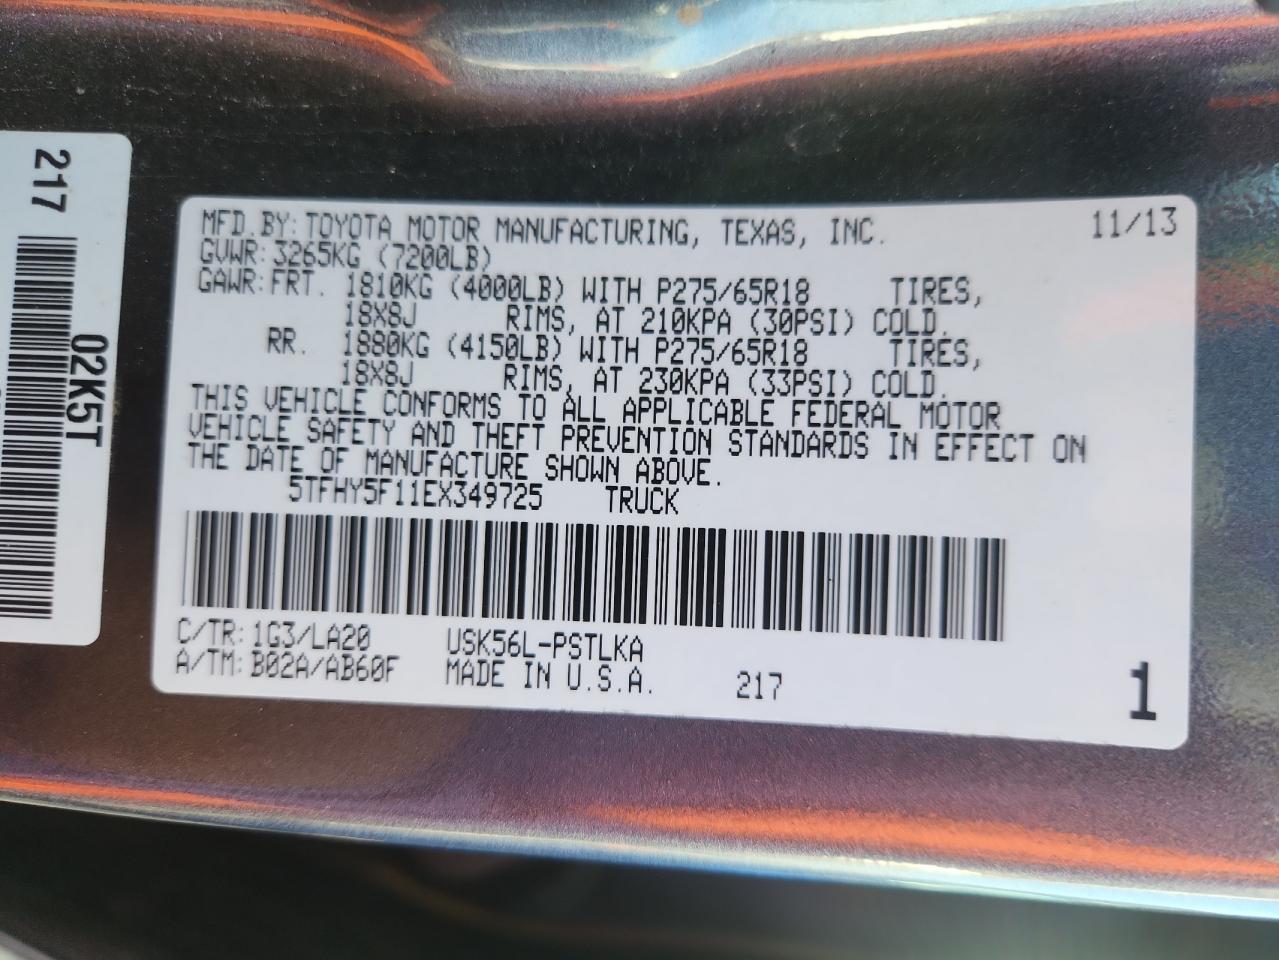 217
02K5T
MFD.BY: TOYOTA MOTOR MANUFACTURING, TEXAS, INC. 11/13
GVWR: 3265KG (7200LB)
GAWR: FRT. 1810KG (4000LB) WITH P275/65R18 TIRES,
18X8J RIMS, AT 210KPA (30PSI) COLD.
RR. 1880KG (4150LB) WITH P275/65R18 TIRES,
18X8J RIMS, AT 230KPA (33PSI) COLD.
THIS VEHICLE CONFORMS TO ALL APPLICABLE FEDERAL MOTOR
VEHICLE SAFETY AND THEFT PREVENTION STANDARDS IN EFFECT ON
THE DATE OF MANUFACTURE SHOWN ABOVE.
5TFHY5F11EX349725 TRUCK
C/TR: 1G3/LA20 USK56L-PSTLKA
A/TM: B02A/AB60F MADE IN U.S.A. 217 1